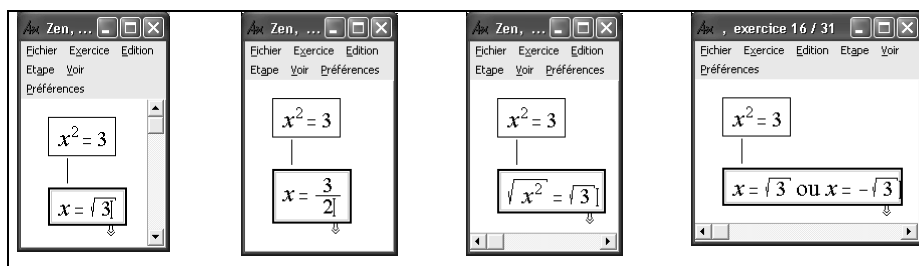 Zen, ...
Fichier Exercice Edition
Etape Voir
Préférences
x² = 3
x = √3
Zen, ...
Fichier Exercice Edition
Etape Voir Préférences
x² = 3
x = 3/2
Zen, ...
Fichier Exercice Edition
Etape Voir Préférences
x² = 3
√x² = √3
, exercice 16 / 31
Fichier Exercice Edition Etape Voir
Préférences
x² = 3
x = √3 ou x = -√3